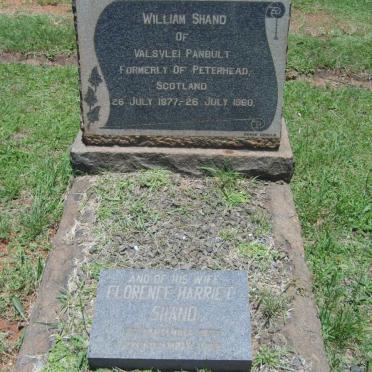 WILLIAM SHAND
OF
VALSVLEI PANBULT
FORMERLY OF PETERHEAD,
SCOTLAND
26 JULY 1877 - 26 JULY 1960.
AND OF HIS WIFE
FLORENCE HARRIET
SHAND